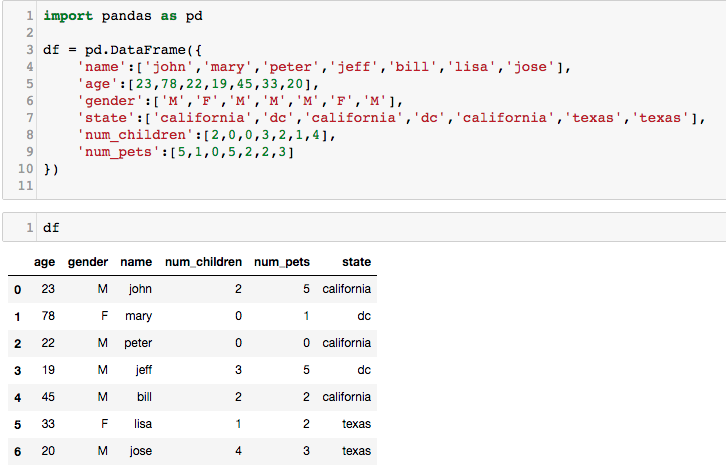 1 import pandas as pd
2
3 df = pd.DataFrame({
4     'name':['john','mary','peter','jeff','bill','lisa','jose'],
5     'age':[23,78,22,19,45,33,20],
6     'gender':['M','F','M','M','M','F','M'],
7     'state':['california','dc','california','dc','california','texas','texas'],
8     'num_children':[2,0,0,3,2,1,4],
9     'num_pets':[5,1,0,5,2,2,3]
10 })
11
1 df
age gender name num_children num_pets state
0 23 M john 2 5 california
1 78 F mary 0 1 dc
2 22 M peter 0 0 california
3 19 M jeff 3 5 dc
4 45 M bill 2 2 california
5 33 F lisa 1 2 texas
6 20 M jose 4 3 texas